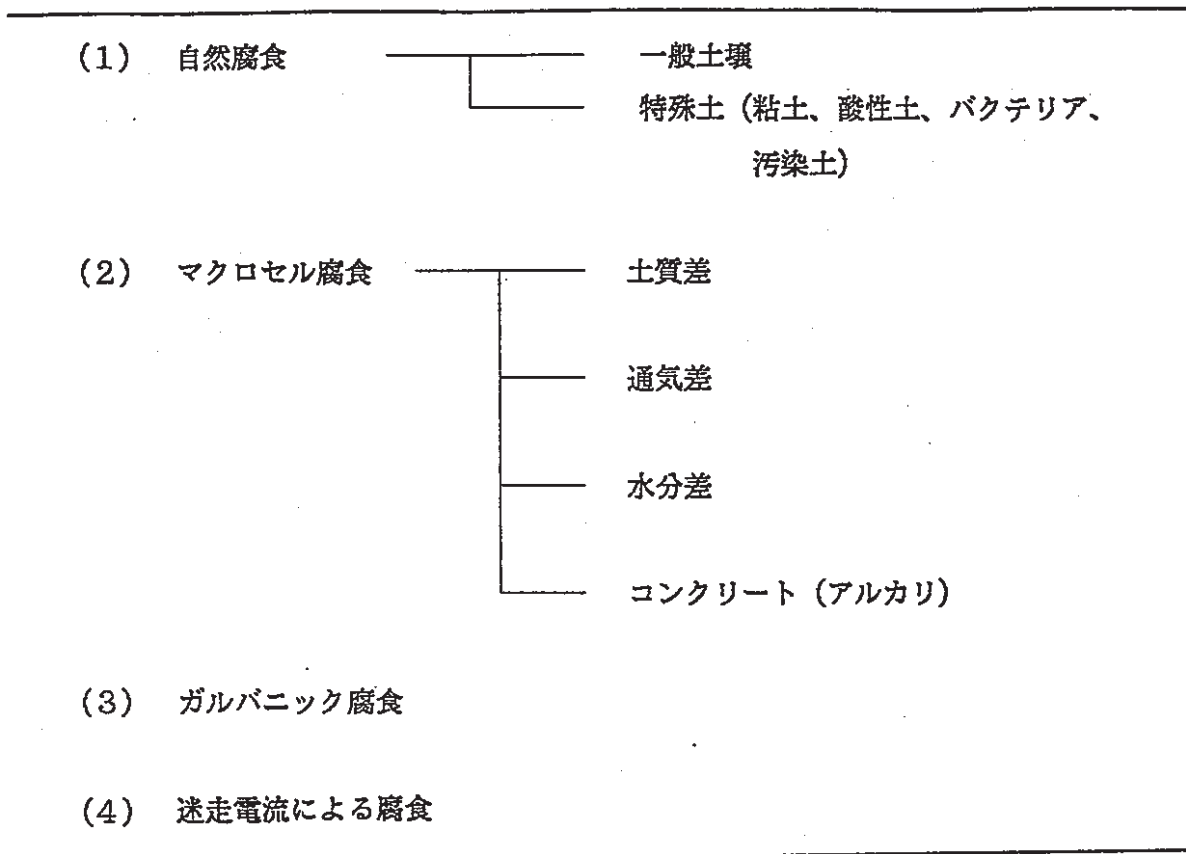 (1) 自然腐食 一般土壌
特殊土 (粘土、酸性土、バクテリア、
汚染土)
(2) マクロセル腐食 土質差
通気差
水分差
コンクリート (アルカリ)
(3) ガルバニック腐食
(4) 迷走電流による腐食